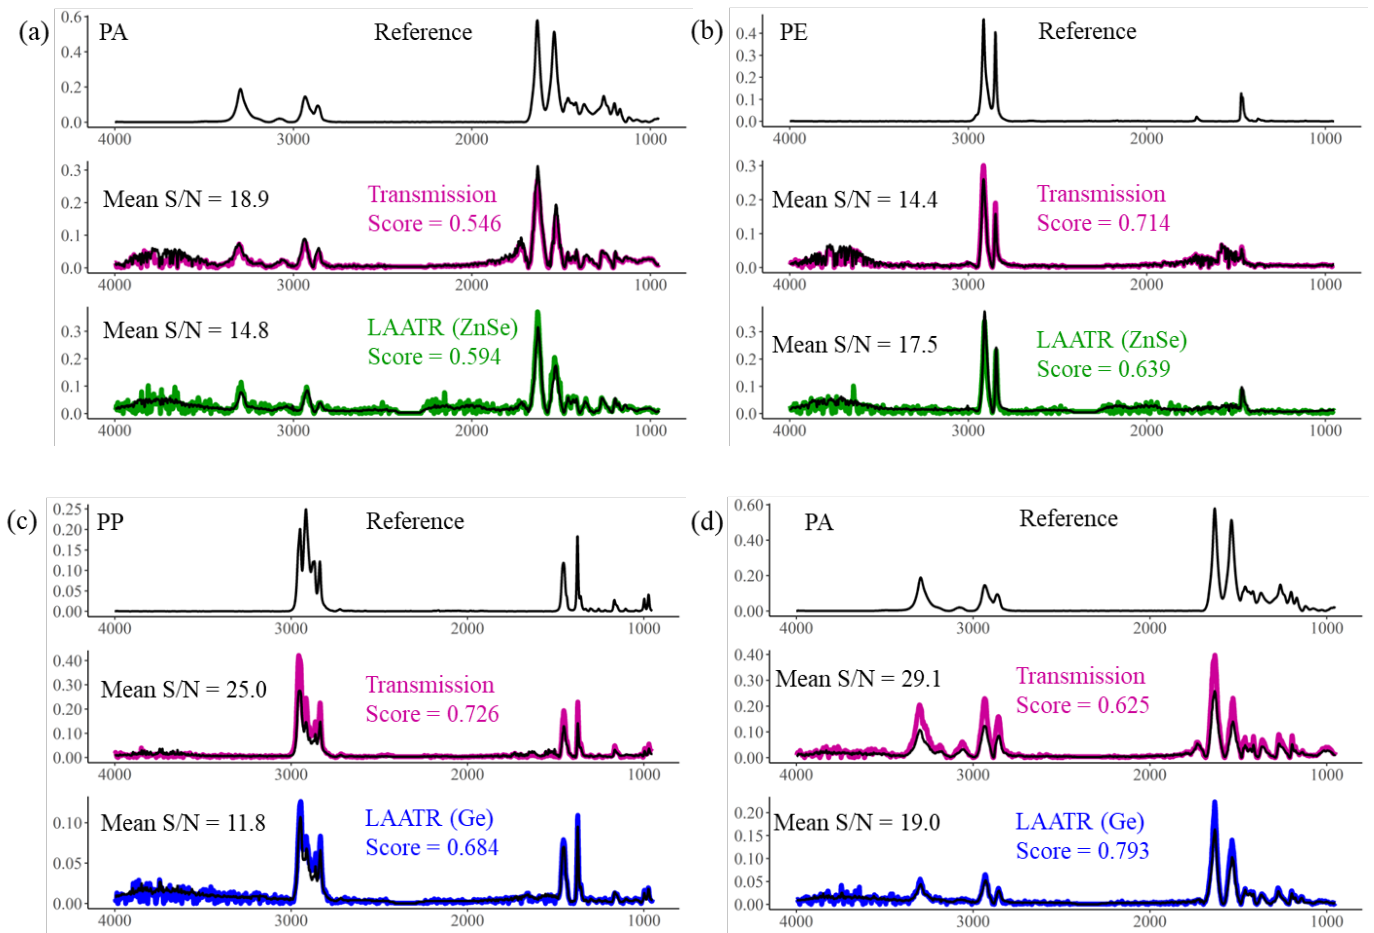 (a)
PA
Reference
0.6
0.4
0.2
0.0
4000 3000 2000 1000
Mean S/N = 18.9
Transmission
Score = 0.546
0.3
0.2
0.1
0.0
4000 3000 2000 1000
Mean S/N = 14.8
LAATR (ZnSe)
Score = 0.594
0.3
0.2
0.1
0.0
4000 3000 2000 1000
(b)
PE
Reference
0.4
0.3
0.2
0.1
0.0
4000 3000 2000 1000
Mean S/N = 14.4
Transmission
Score = 0.714
0.3
0.2
0.1
0.0
4000 3000 2000 1000
Mean S/N = 17.5
LAATR (ZnSe)
Score = 0.639
0.3
0.2
0.1
0.0
4000 3000 2000 1000
(c)
PP
Reference
0.25
0.20
0.15
0.10
0.05
0.00
4000 3000 2000 1000
Mean S/N = 25.0
Transmission
Score = 0.726
0.40
0.30
0.20
0.10
0.00
4000 3000 2000 1000
Mean S/N = 11.8
LAATR (Ge)
Score = 0.684
0.10
0.05
0.00
4000 3000 2000 1000
(d)
PA
Reference
0.60
0.40
0.20
0.00
4000 3000 2000 1000
Mean S/N = 29.1
Transmission
Score = 0.625
0.40
0.30
0.20
0.10
0.00
4000 3000 2000 1000
Mean S/N = 19.0
LAATR (Ge)
Score = 0.793
0.20
0.15
0.10
0.05
0.00
4000 3000 2000 1000